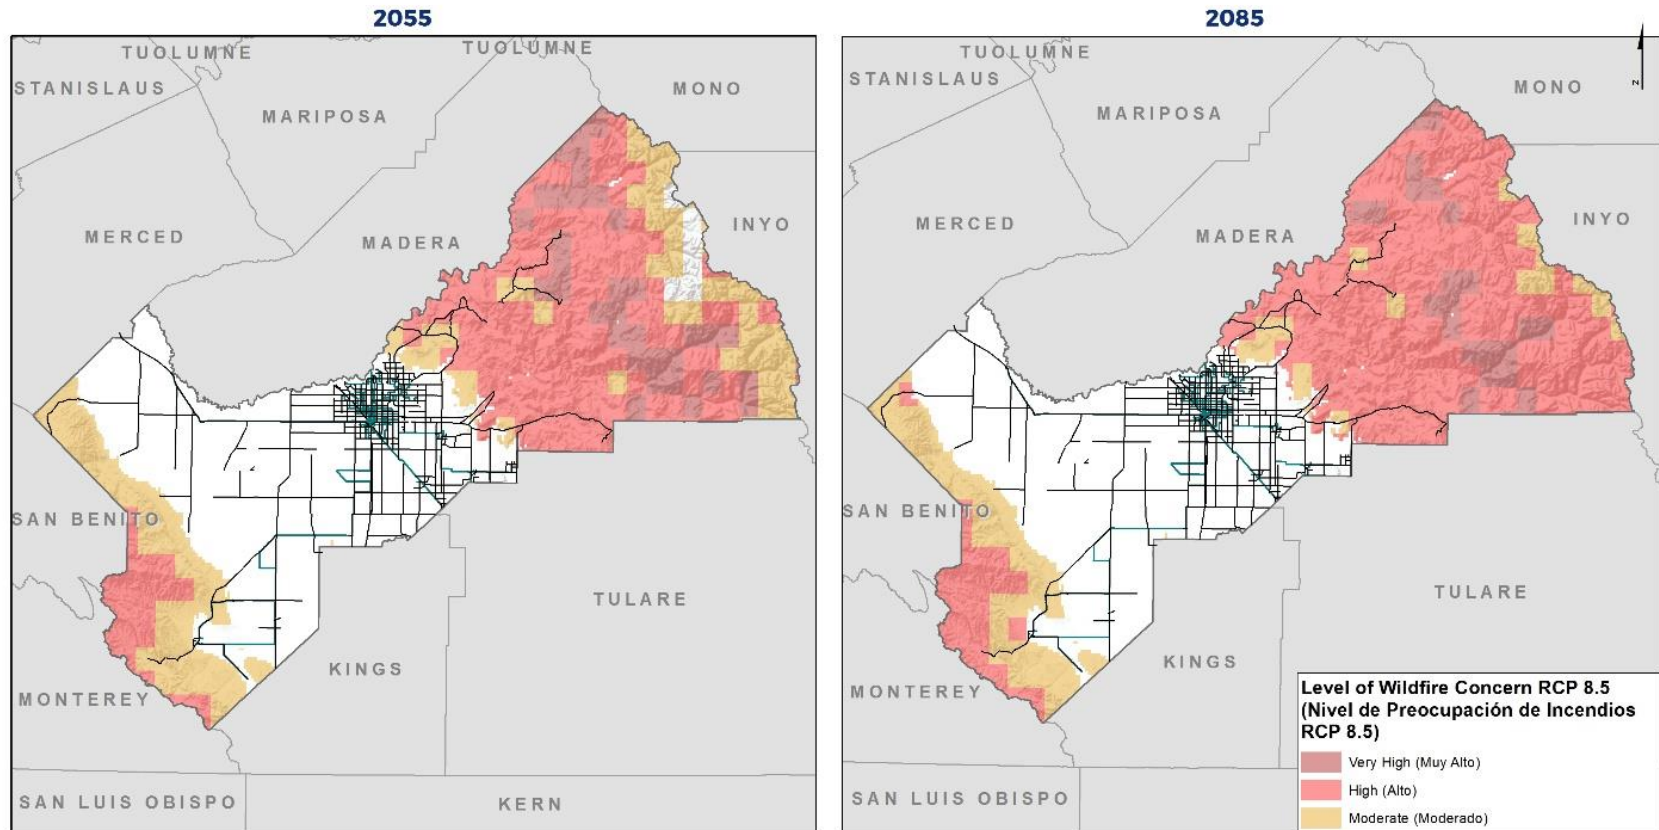 2055
2085
TUOLUMNE
TUOLUMNE
STANISLAUS
MONO
MARIPOSA
MERCED
MADERA
INYO
SAN BENITO
TULARE
KINGS
MONTEREY
SAN LUIS OBISPO
KERN
TUOLUMNE
STANISLAUS
MONO
MARIPOSA
MERCED
MADERA
INYO
SAN BENITO
TULARE
KINGS
MONTEREY
SAN LUIS OBISPO
N
Level of Wildfire Concern RCP 8.5
(Nivel de Preocupación de Incendios
RCP 8.5)
Very High (Muy Alto)
High (Alto)
Moderate (Moderado)